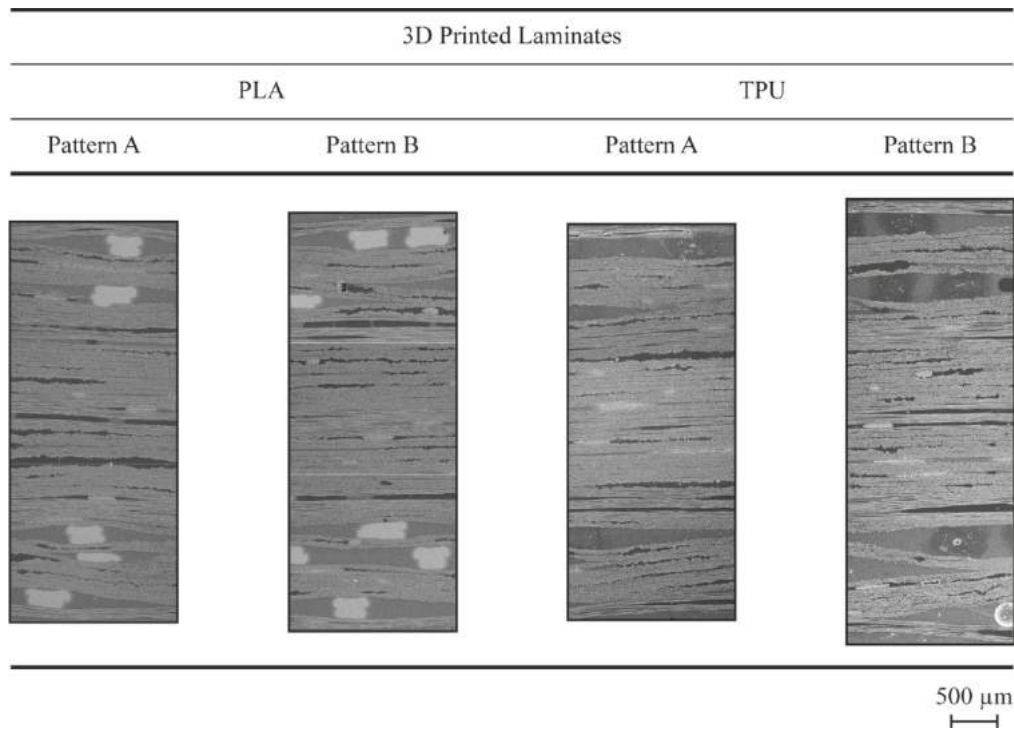 3D Printed Laminates
PLA TPU
Pattern A Pattern B Pattern A Pattern B
500 µm